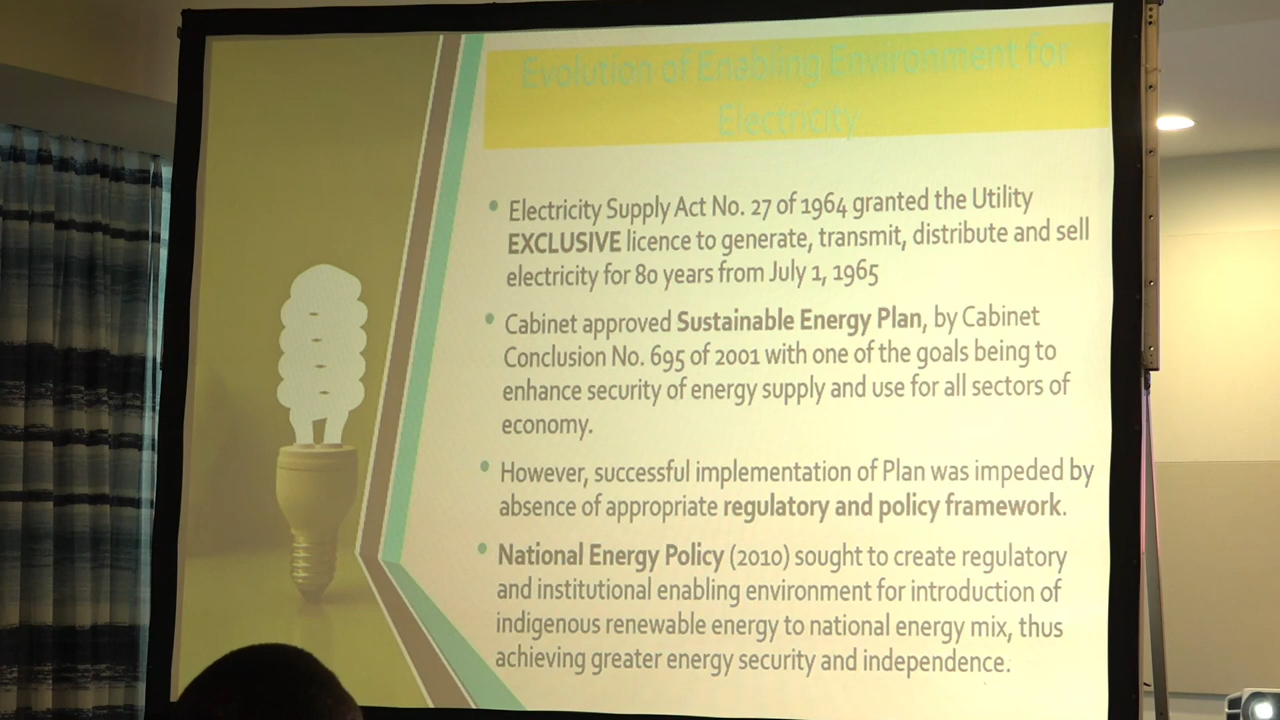 Evolution of Enabling Environment for
Electricity
• Electricity Supply Act No. 27 of 1964 granted the Utility
EXCLUSIVE licence to generate, transmit, distribute and sell
electricity for 80 years from July 1, 1965
• Cabinet approved Sustainable Energy Plan, by Cabinet
Conclusion No. 695 of 2001 with one of the goals being to
enhance security of energy supply and use for all sectors of
economy.
• However, successful implementation of Plan was impeded by
absence of appropriate regulatory and policy framework.
• National Energy Policy (2010) sought to create regulatory
and institutional enabling environment for introduction of
indigenous renewable energy to national energy mix, thus
achieving greater energy security and independence.